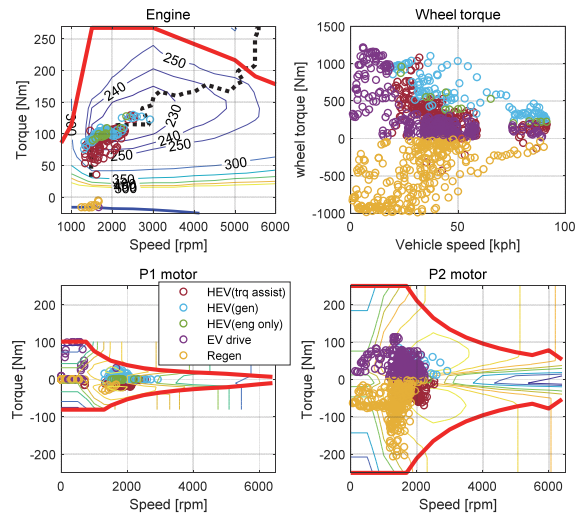 Engine
250
200
150
100
50
0
Torque [Nm]
250
240
230
240
250
250
300
300
350
1000 2000 3000 4000 5000 6000
Speed [rpm]
Wheel torque
1500
1000
500
0
-500
-1000
wheel torque [Nm]
0 50 100
Vehicle speed [kph]
P1 motor
200
100
0
-100
-200
Torque [Nm]
0 2000 4000 6000
Speed [rpm]
HEV(trq assist)
HEV(gen)
HEV(eng only)
EV drive
Regen
P2 motor
200
100
0
-100
-200
Torque [Nm]
0 2000 4000 6000
Speed [rpm]